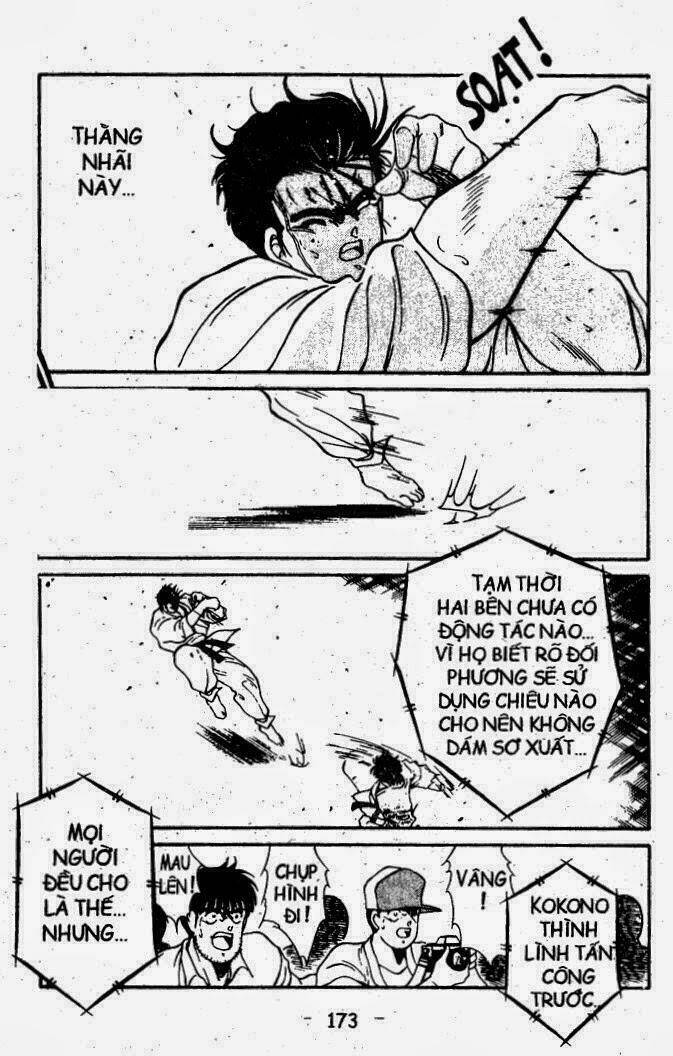 SOẠT!
THẰNG
NHÃI
NÀY...
TẠM THỜI
HAI BÊN CHƯA CÓ
ĐỘNG TÁC NÀO...
VÌ HỌ BIẾT RÕ ĐỐI
PHƯƠNG SẼ SỬ
DỤNG CHIÊU NÀO
CHO NÊN KHÔNG
DÁM SƠ XUẤT...
MỌI
NGƯỜI
ĐỀU CHO
LÀ THẾ...
NHƯNG...
MAU
LÊN!
CHỤP
HÌNH
ĐI!
VÂNG
!
KOKONO
THÌNH
LÌNH TẤN
CÔNG
TRƯỚC...
- 173 -